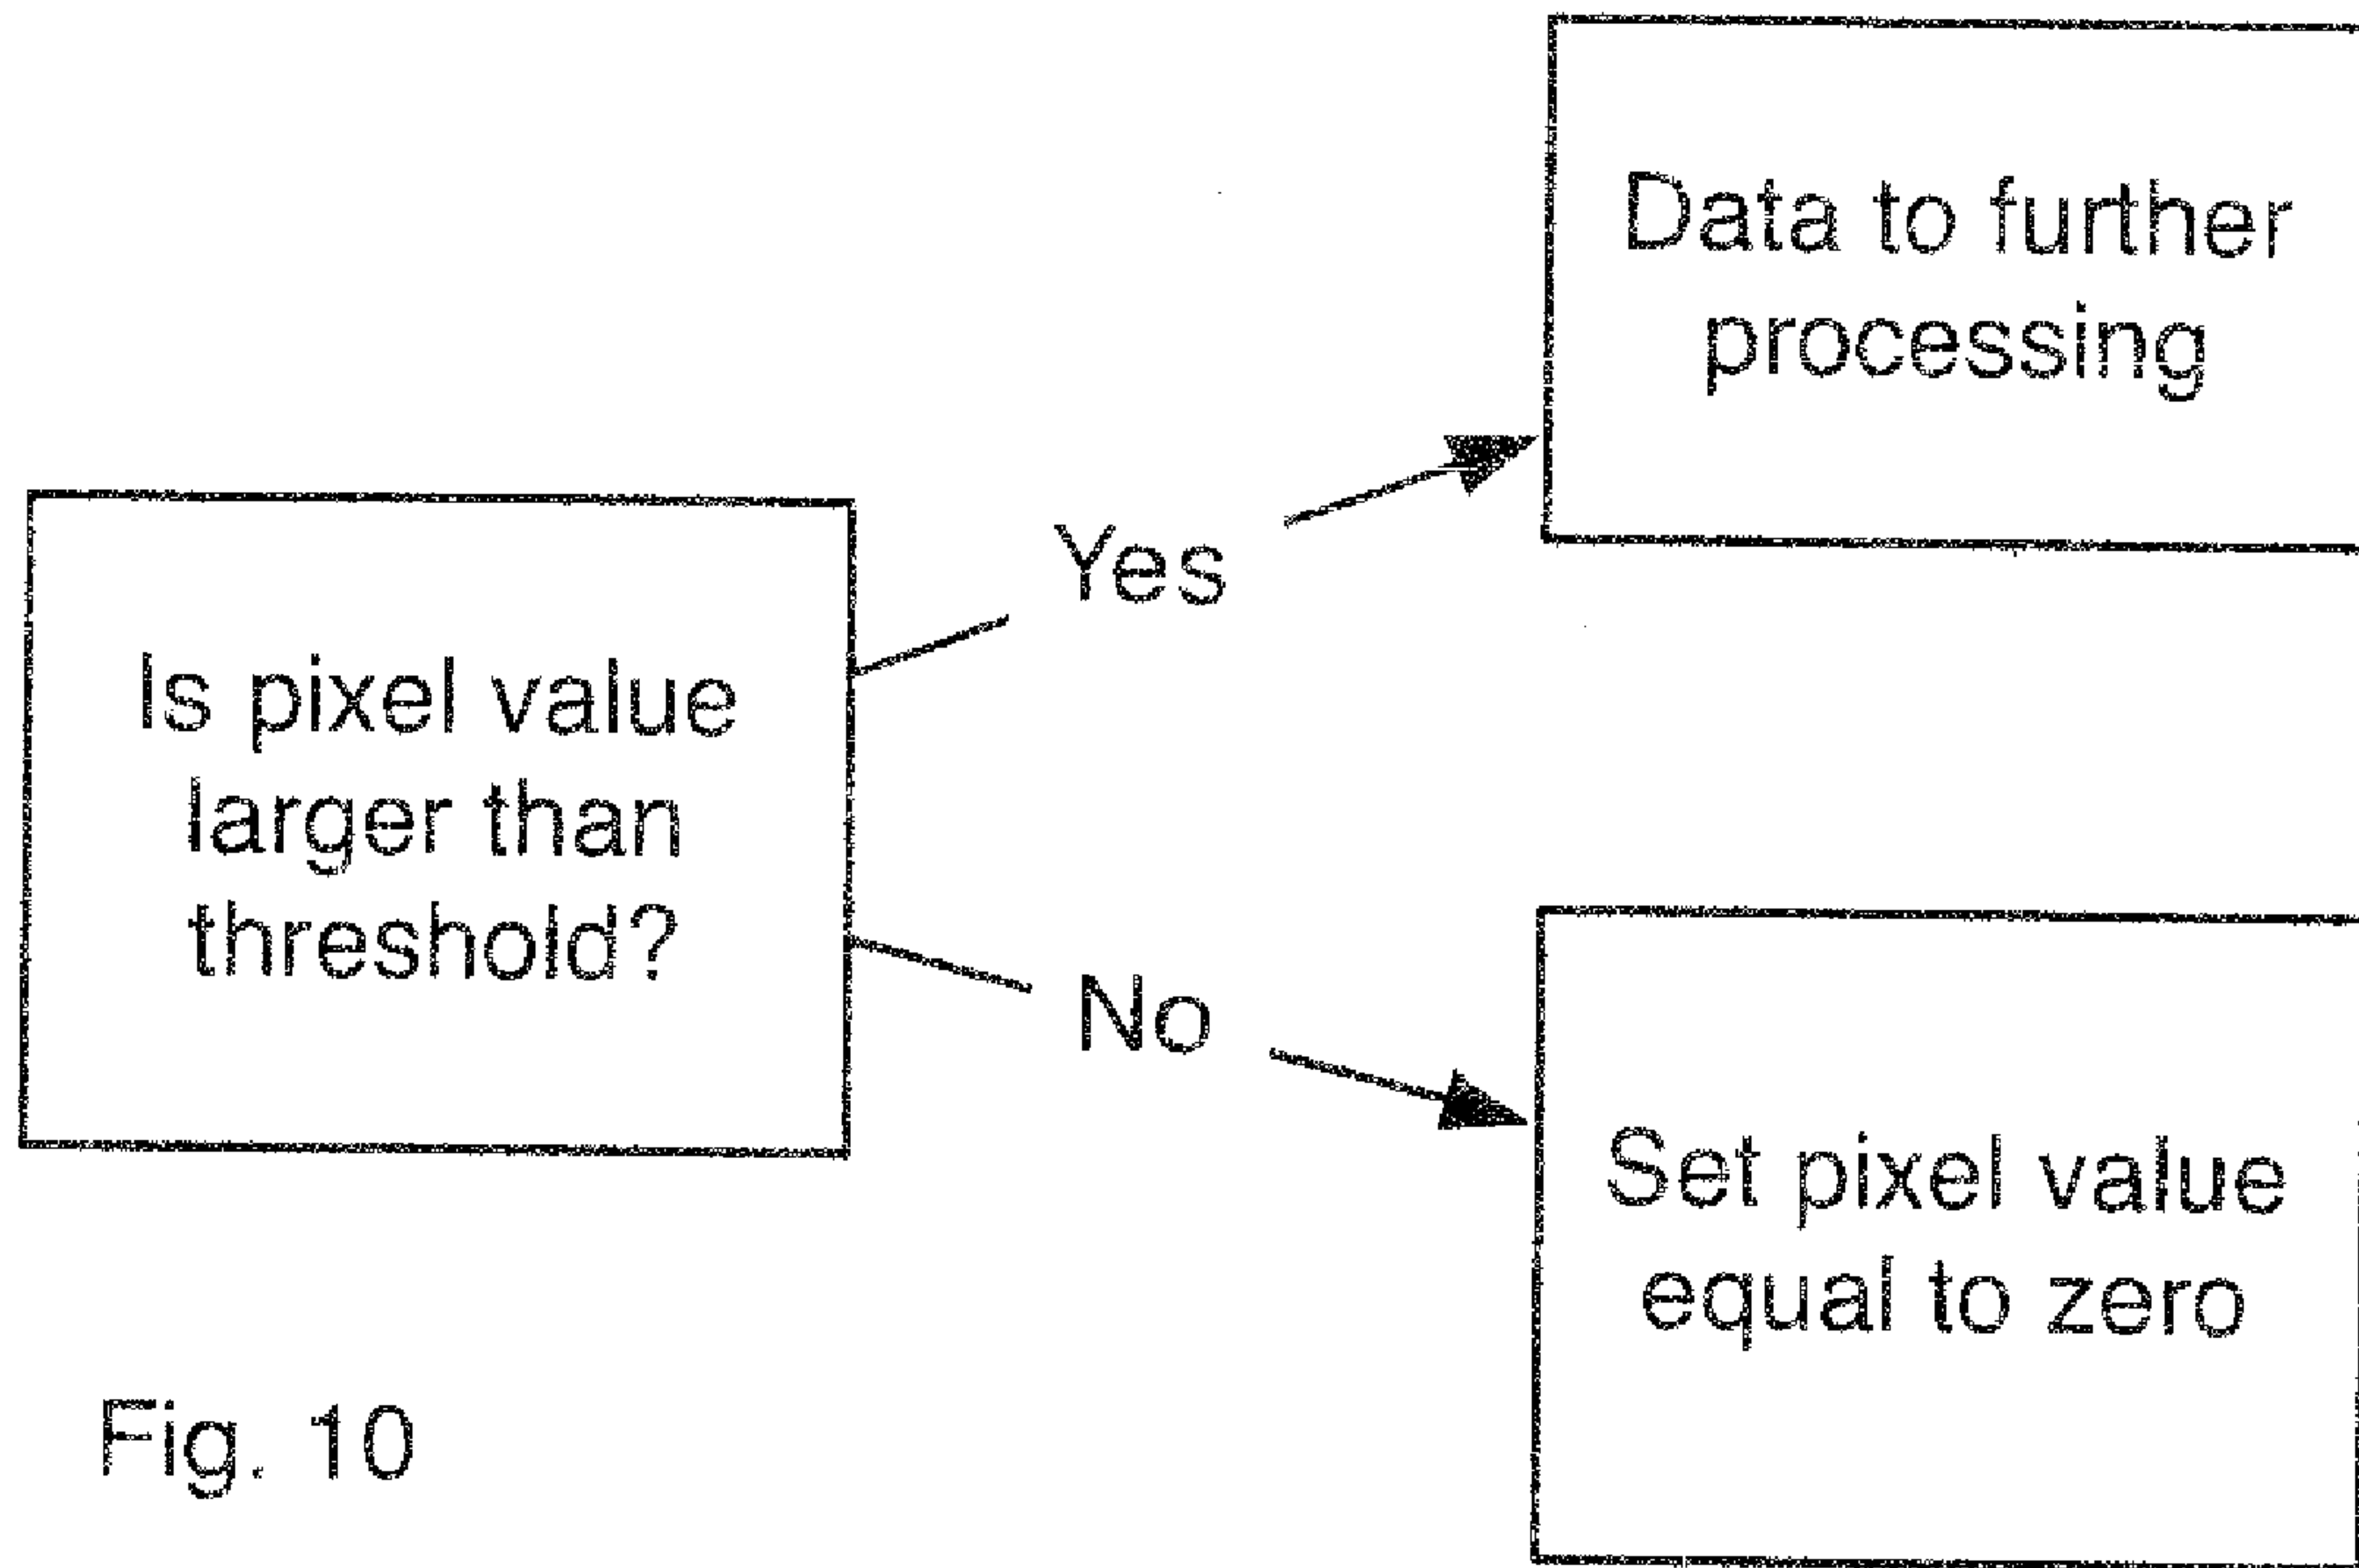 Data to further
processing
Yes
Is pixel value
larger than
threshold?
No
Set pixel value
equal to zero
Fig. 10